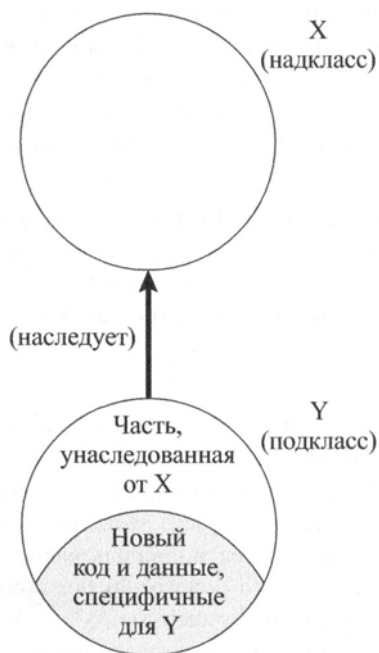 X
(надкласс)
(наследует)
Y
(подкласс)
Часть,
унаследованная
от X
Новый
код и данные,
специфичные
для Y